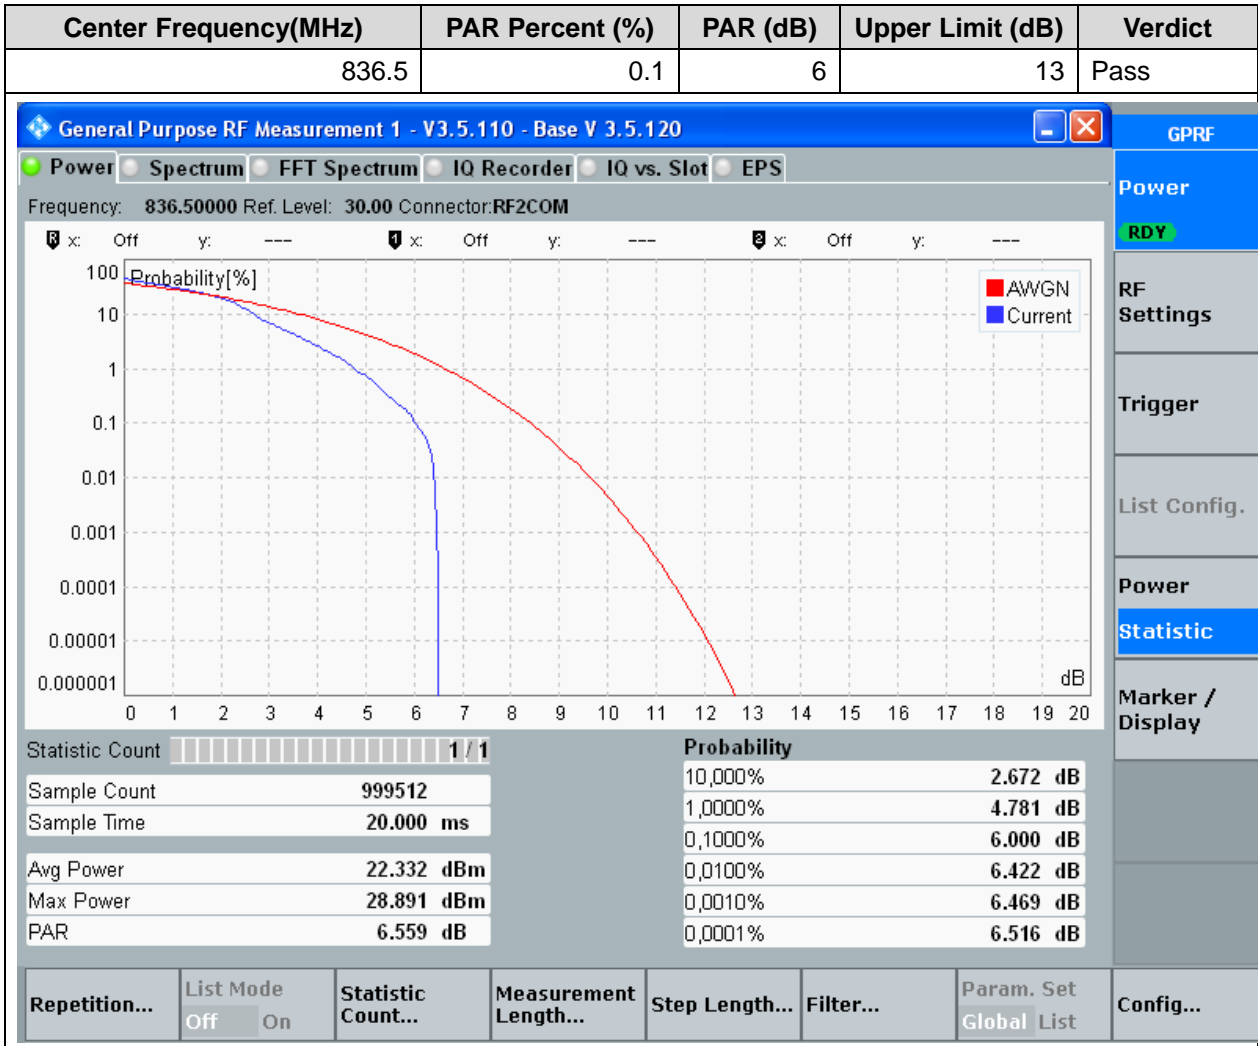 Center Frequency(MHz) PAR Percent (%) PAR (dB) Upper Limit (dB) Verdict
836.5 0.1 6 13 Pass
General Purpose RF Measurement 1 - V3.5.110 - Base V 3.5.120
GPRF
Power Spectrum FFT Spectrum IQ Recorder IQ vs. Slot EPS
Power
RDY
Frequency: 836.50000 Ref. Level: 30.00 Connector:RF2COM
R x: Off y: --- 1 x: Off y: --- 2 x: Off y: ---
Probability[%]
AWGN
Current
100
10
1
0.1
0.01
0.001
0.0001
0.00001
0.000001
dB
0 1 2 3 4 5 6 7 8 9 10 11 12 13 14 15 16 17 18 19 20
RF
Settings
Trigger
List Config.
Power
Statistic
Marker /
Display
Statistic Count 1 / 1
Sample Count 999512
Sample Time 20.000 ms
Avg Power 22.332 dBm
Max Power 28.891 dBm
PAR 6.559 dB
Probability
10,000% 2.672 dB
1,0000% 4.781 dB
0,1000% 6.000 dB
0,0100% 6.422 dB
0,0010% 6.469 dB
0,0001% 6.516 dB
Repetition...
List Mode
Off On
Statistic
Count...
Measurement
Length...
Step Length...
Filter...
Param. Set
Global List
Config...